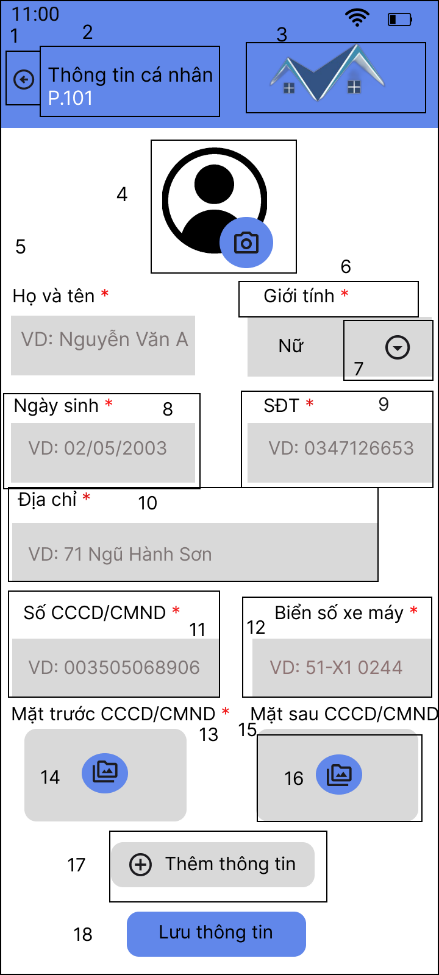 11:00
1
2
3
Thông tin cá nhân
P.101
4
5
6
Họ và tên *
Giới tính *
VD: Nguyễn Văn A
Nữ
7
Ngày sinh *
8
SĐT *
9
VD: 02/05/2003
VD: 0347126653
Địa chỉ *
10
VD: 71 Ngũ Hành Sơn
Số CCCD/CMND *
11
12
Biển số xe máy *
VD: 003505068906
VD: 51-X1 0244
Mặt trước CCCD/CMND *
13
Mặt sau CCCD/CMND
15
14
16
17
Thêm thông tin
18
Lưu thông tin